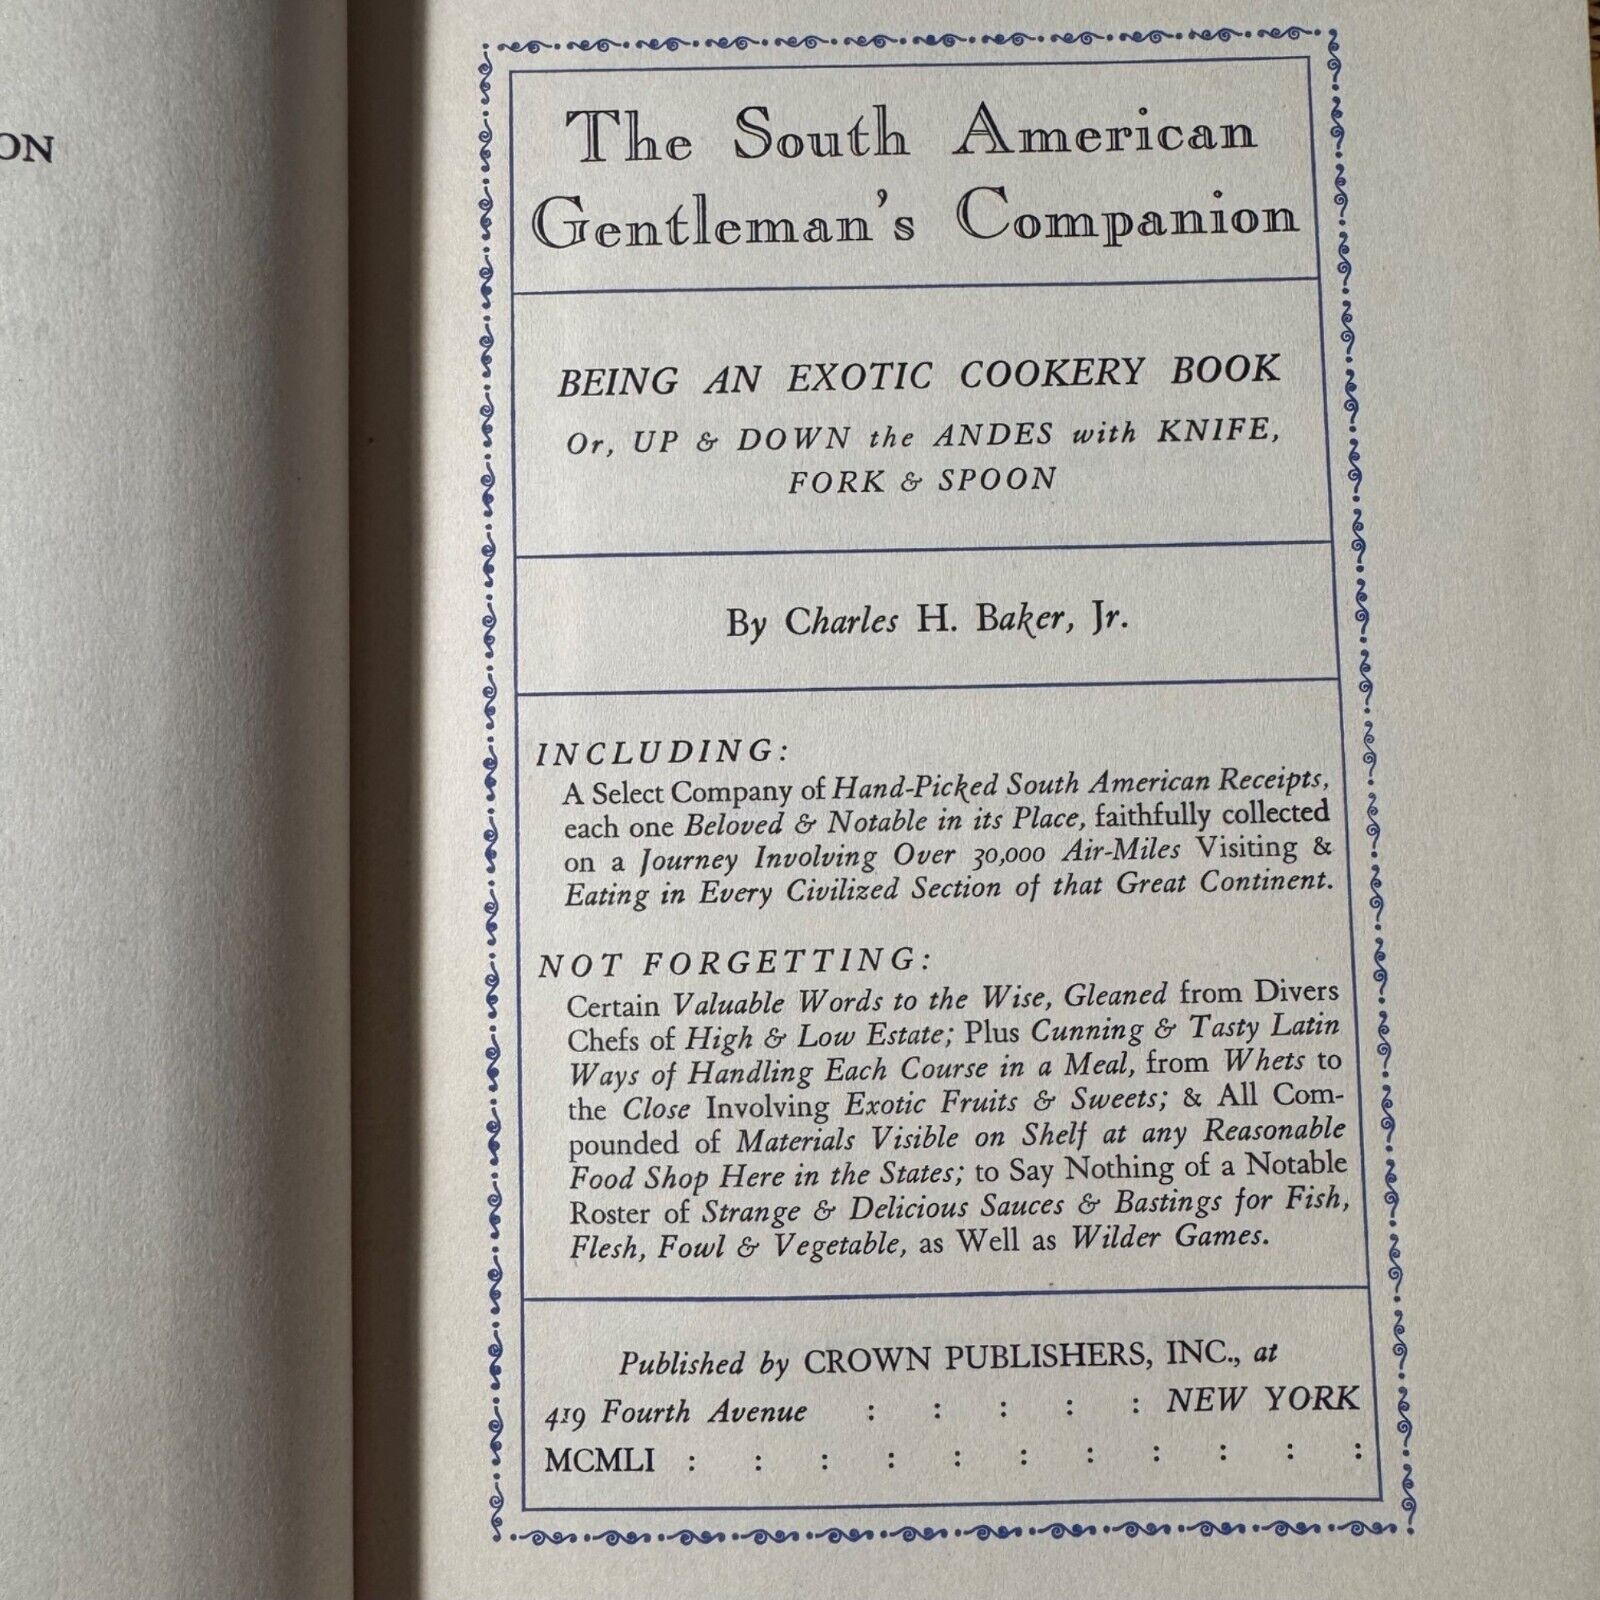 ON
The South American
Gentleman's Companion
BEING AN EXOTIC COOKERY BOOK
Or, UP & DOWN the ANDES with KNIFE,
FORK & SPOON
By Charles H. Baker, Jr.
INCLUDING:
A Select Company of Hand-Picked South American Receipts,
each one Beloved & Notable in its Place, faithfully collected
on a Journey Involving Over 30,000 Air-Miles Visiting &
Eating in Every Civilized Section of that Great Continent.
NOT FORGETTING:
Certain Valuable Words to the Wise, Gleaned from Divers
Chefs of High & Low Estate; Plus Cunning & Tasty Latin
Ways of Handling Each Course in a Meal, from Whets to
the Close Involving Exotic Fruits & Sweets; & All Com-
pounded of Materials Visible on Shelf at any Reasonable
Food Shop Here in the States; to Say Nothing of a Notable
Roster of Strange & Delicious Sauces & Bastings for Fish,
Flesh, Fowl & Vegetable, as Well as Wilder Games.
Published by CROWN PUBLISHERS, INC., at
419 Fourth Avenue : : : : : NEW YORK
MCMLI : : : : : : : : : : :